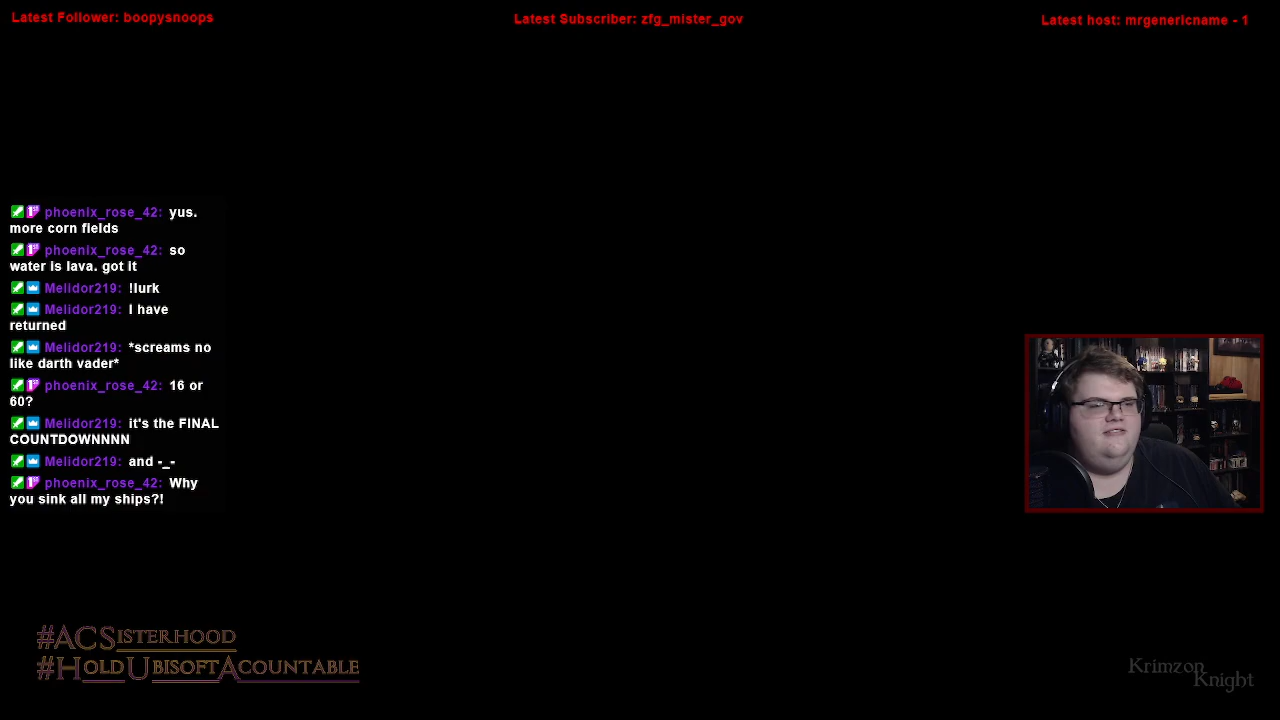 Latest Follower: boopysnoops
Latest Subscriber: zfg_mister_gov
Latest host: mrgenericname - 1
phoenix_rose_42: yus.
more corn fields
phoenix_rose_42: so
water is lava. got it
Melidor219: !lurk
Melidor219: I have
returned
Melidor219: *screams no
like darth vader*
phoenix_rose_42: 16 or
60?
Melidor219: it's the FINAL
COUNTDOWNNNN
Melidor219: and -_-
phoenix_rose_42: Why
you sink all my ships?!
#ACSisterhood
#HoldUbisoftAcountable
Krimzon
Knight